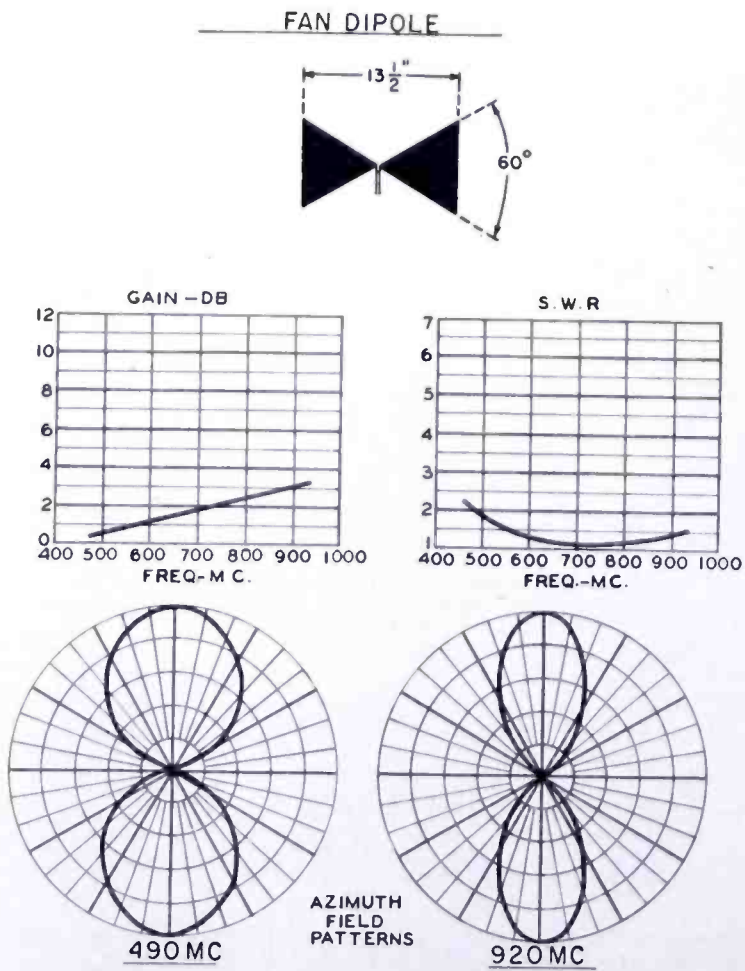 FAN DIPOLE
13 1/2"
60°
GAIN-DB
12
10
8
6
4
2
0
400 500 600 700 800 900 1000
FREQ-MC.
S.W.R
7
6
5
4
3
2
1
400 500 600 700 800 900 1000
FREQ.-MC.
490 MC
AZIMUTH
FIELD
PATTERNS
920 MC